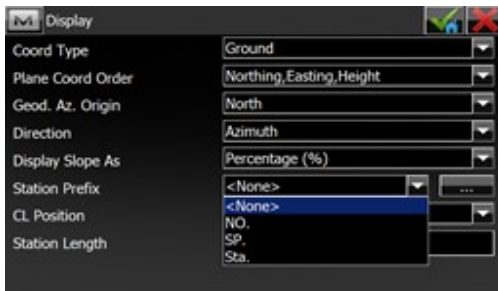 Display
Coord Type Ground
Plane Coord Order Northing,Easting,Height
Geod. Az. Origin North
Direction Azimuth
Display Slope As Percentage (%)
Station Prefix <None> ...
<None>
CL Position NO.
SP.
Station Length Sta.